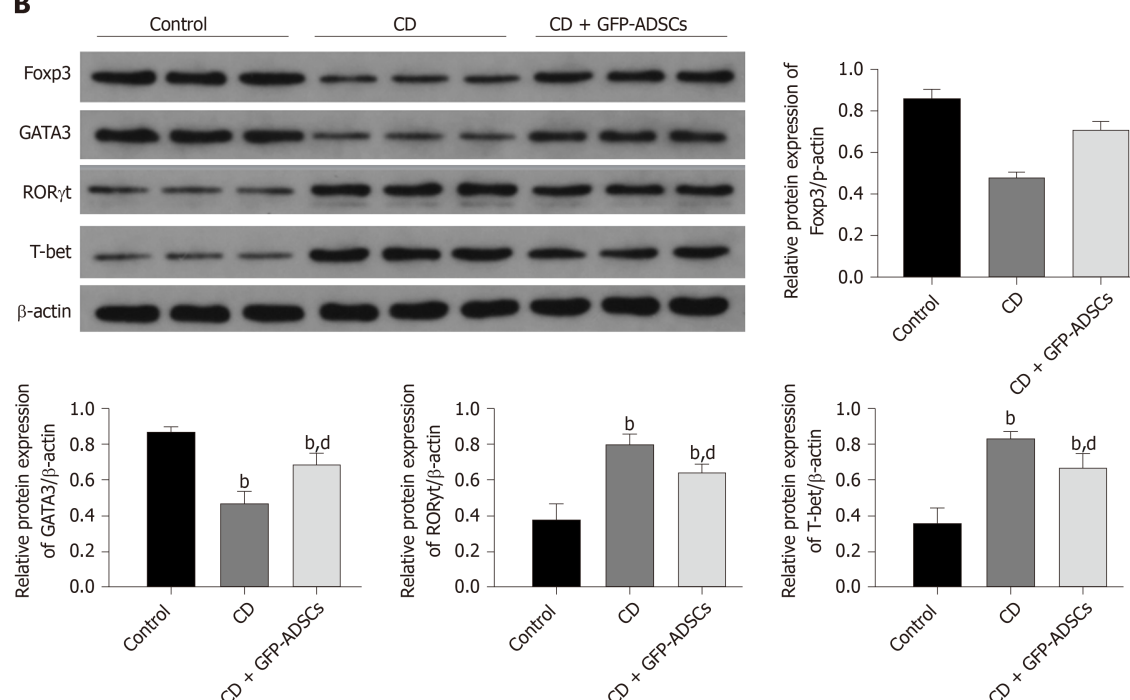 B
Control CD CD + GFP-ADSCs
Foxp3
GATA3
RORγt
T-bet
β-actin
Relative protein expression of
Foxp3/p-actin
1.0
0.8
0.6
0.4
0.2
0.0
Control
CD
CD + GFP-ADSCs
Relative protein expression
of GATA3/β-actin
1.0
0.8
0.6
0.4
0.2
0.0
b
b,d
Control
CD
CD + GFP-ADSCs
Relative protein expression
of RORyt/β-actin
1.0
0.8
0.6
0.4
0.2
0.0
b
b,d
Control
CD
CD + GFP-ADSCs
Relative protein expression
of T-bet/β-actin
1.0
0.8
0.6
0.4
0.2
0.0
b
b,d
Control
CD
CD + GFP-ADSCs